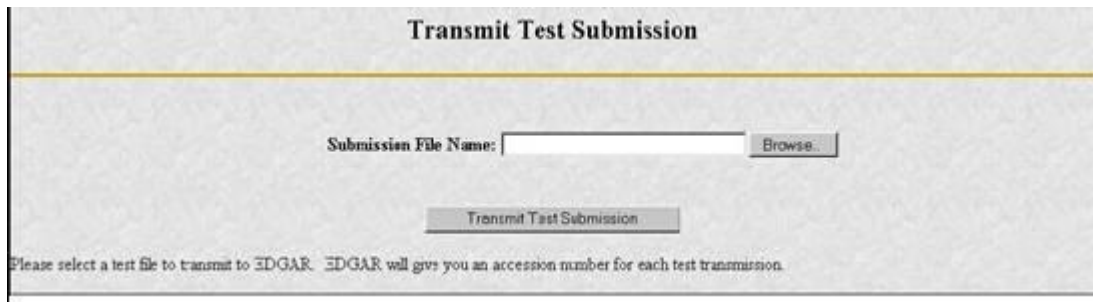 Transmit Test Submission
Submission File Name: Browse..
Transmit Test Submission
Please select a test file to transmit to EDGAR. EDGAR will give you an accession number for each test transmission.